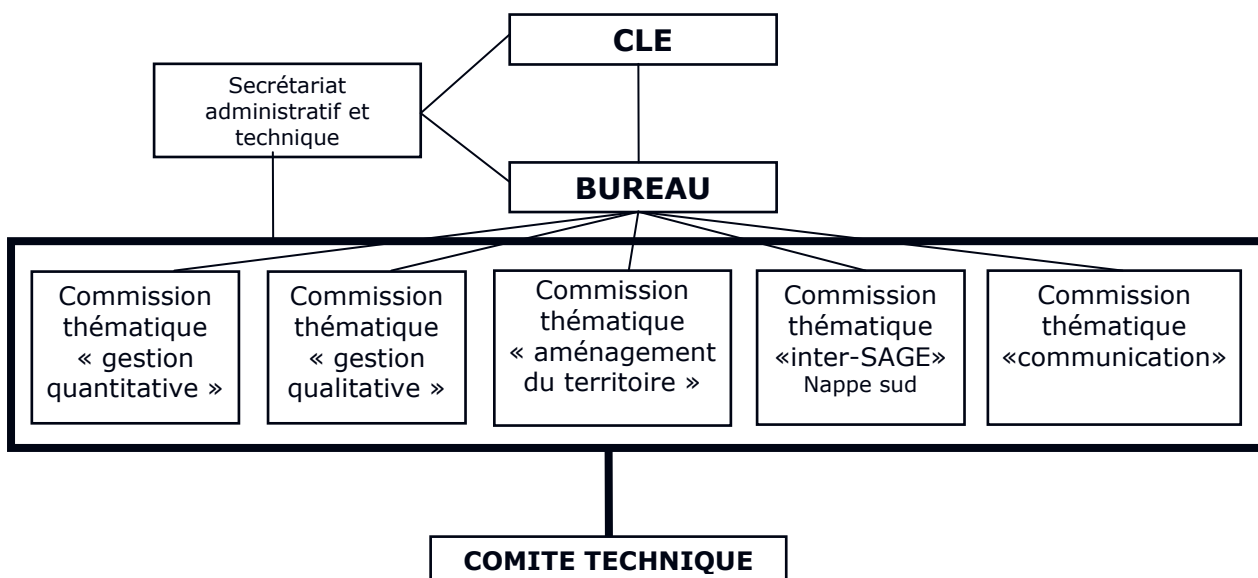 CLE
Secrétariat
administratif et
technique
BUREAU
Commission
thématique
« gestion
quantitative »
Commission
thématique
« gestion
qualitative »
Commission
thématique
« aménagement
du territoire »
Commission
thématique
«inter-SAGE»
Nappe sud
Commission
thématique
«communication»
COMITE TECHNIQUE